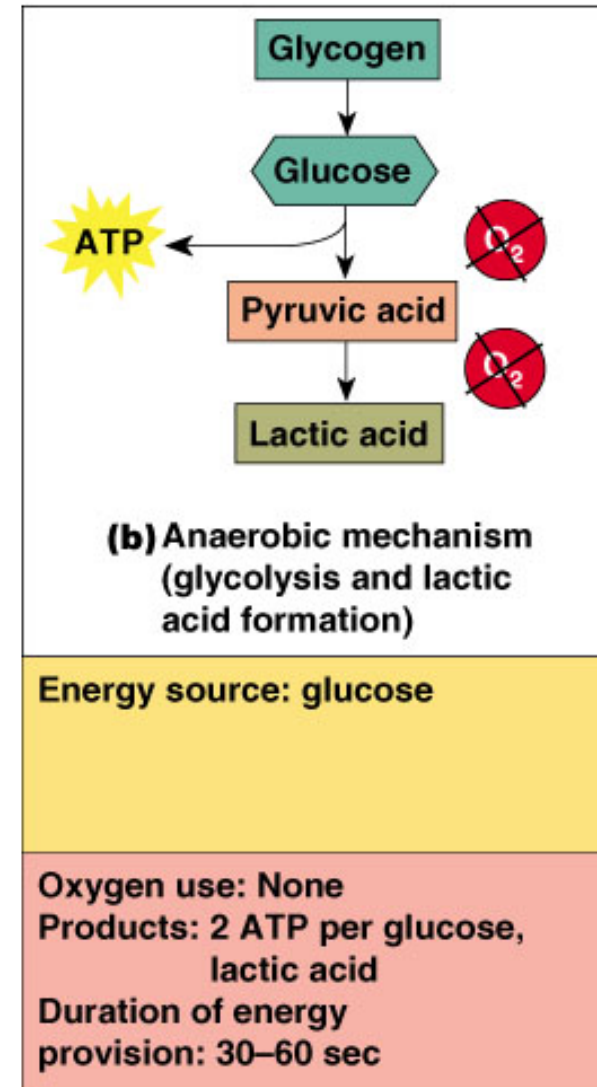 Glycogen
Glucose
ATP
O2
Pyruvic acid
O2
Lactic acid
(b) Anaerobic mechanism
(glycolysis and lactic
acid formation)
Energy source: glucose
Oxygen use: None
Products: 2 ATP per glucose,
lactic acid
Duration of energy
provision: 30–60 sec